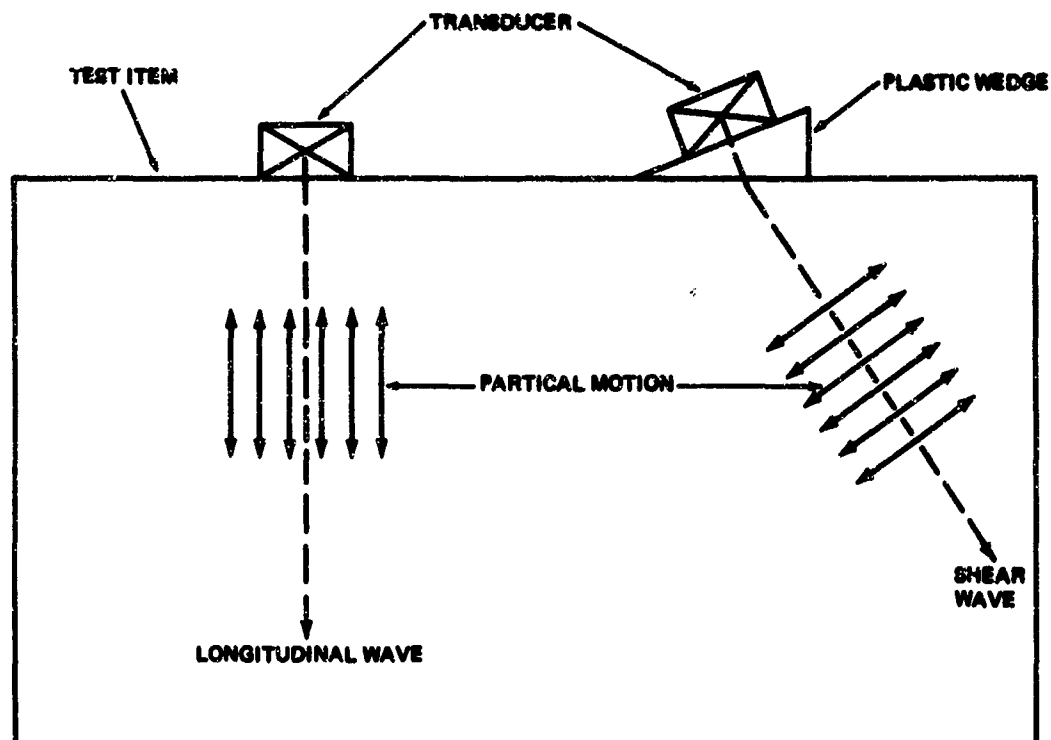 TRANSDUCER
TEST ITEM
PLASTIC WEDGE
PARTICAL MOTION
SHEAR
WAVE
LONGITUDINAL WAVE